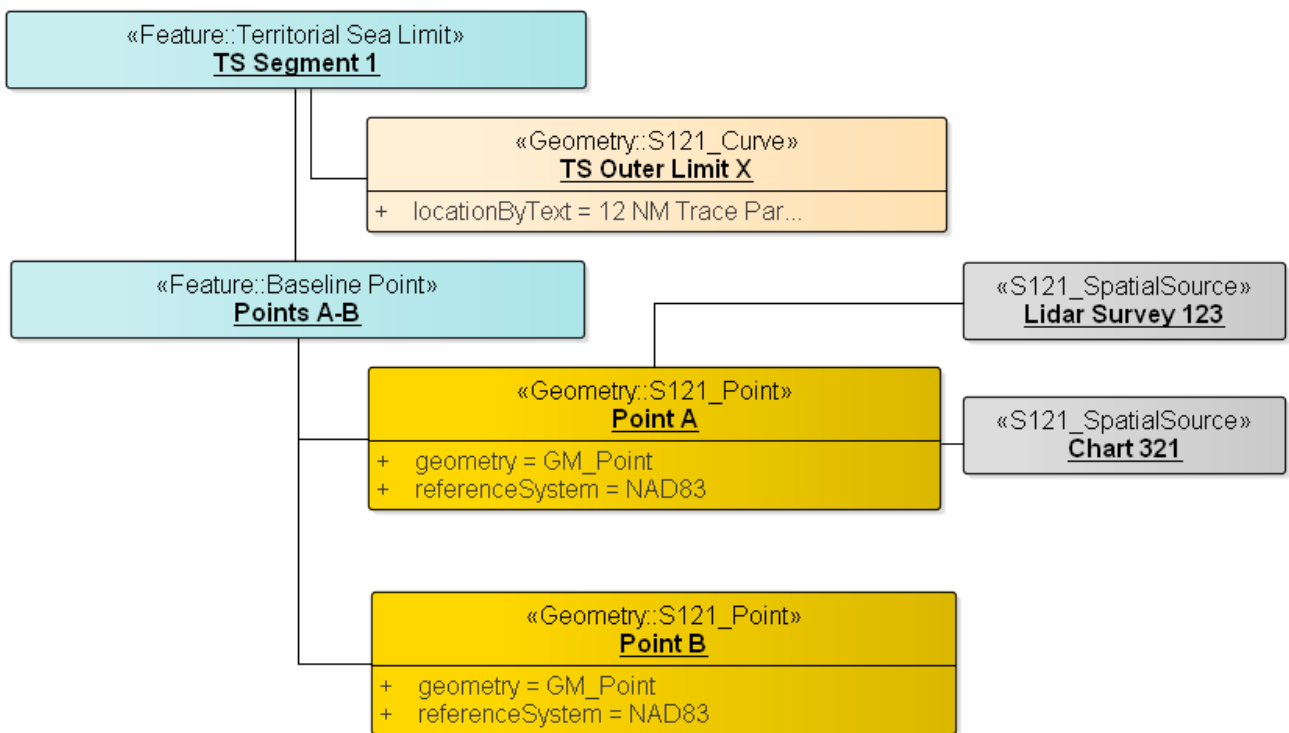 «Feature::Territorial Sea Limit»
TS Segment 1
«Geometry::S121_Curve»
TS Outer Limit X
+ locationByText = 12 NM Trace Par...
«Feature::Baseline Point»
Points A-B
«S121_SpatialSource»
Lidar Survey 123
«Geometry::S121_Point»
Point A
+ geometry = GM_Point
+ referenceSystem = NAD83
«S121_SpatialSource»
Chart 321
«Geometry::S121_Point»
Point B
+ geometry = GM_Point
+ referenceSystem = NAD83